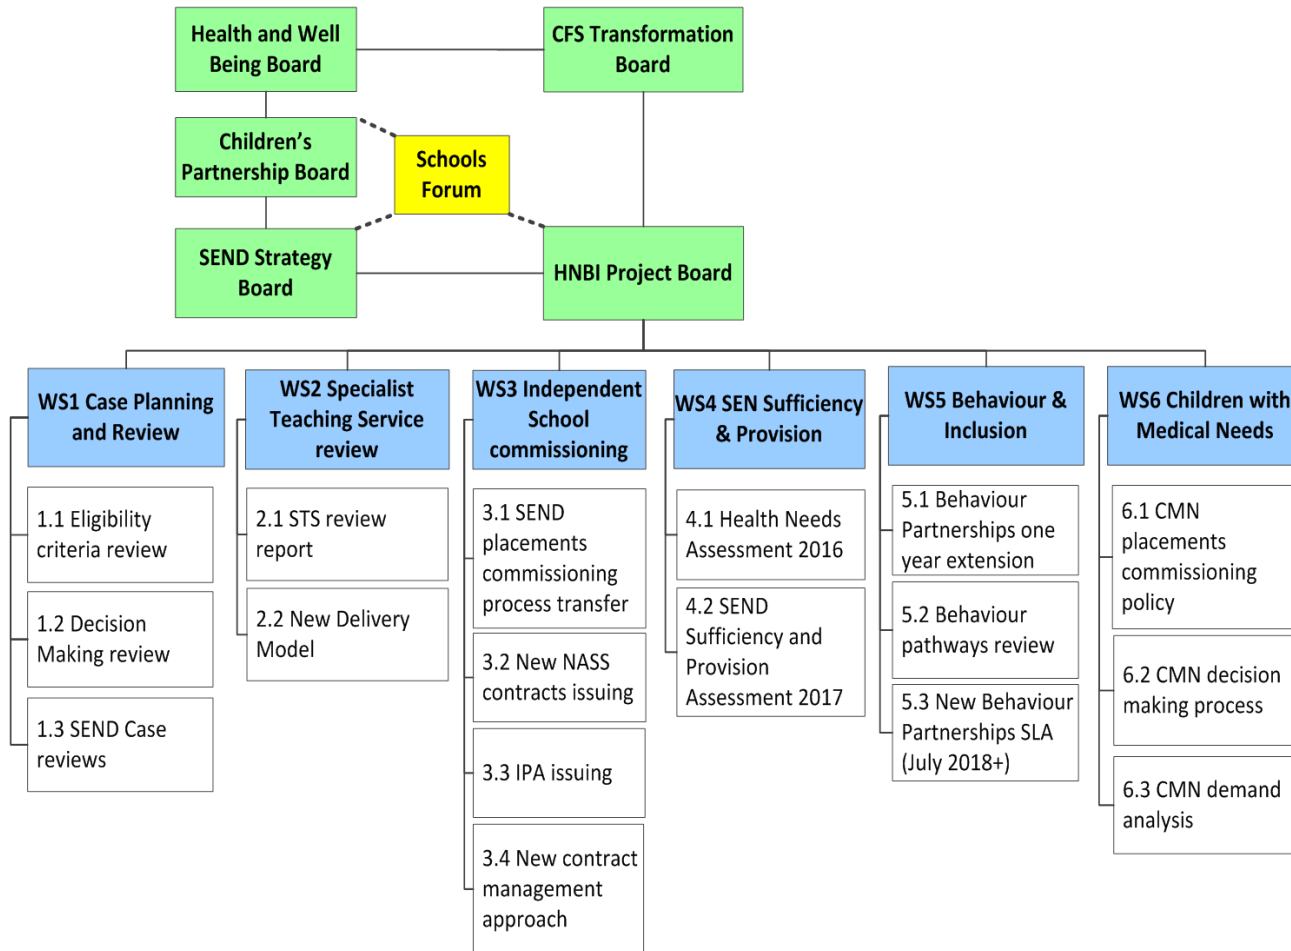 Health and Well
Being Board
CFS Transformation
Board
Children’s
Partnership Board
Schools
Forum
SEND Strategy
Board
HNBI Project Board
WS1 Case Planning
and Review
1.1 Eligibility
criteria review
1.2 Decision
Making review
1.3 SEND Case
reviews
WS2 Specialist
Teaching Service
review
2.1 STS review
report
2.2 New Delivery
Model
WS3 Independent
School
commissioning
3.1 SEND
placements
commissioning
process transfer
3.2 New NASS
contracts issuing
3.3 IPA issuing
3.4 New contract
management
approach
WS4 SEN Sufficiency
& Provision
4.1 Health Needs
Assessment 2016
4.2 SEND
Sufficiency and
Provision
Assessment 2017
WS5 Behaviour &
Inclusion
5.1 Behaviour
Partnerships one
year extension
5.2 Behaviour
pathways review
5.3 New Behaviour
Partnerships SLA
(July 2018+)
WS6 Children with
Medical Needs
6.1 CMN
placements
commissioning
policy
6.2 CMN decision
making process
6.3 CMN demand
analysis